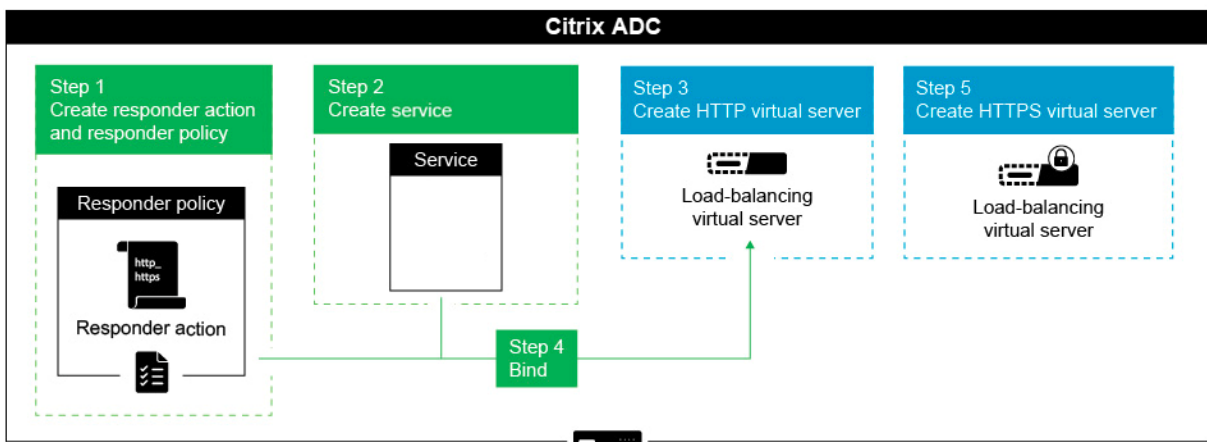 Citrix ADC
Step 1
Create responder action
and responder policy
Responder policy
http_
https
Responder action
Step 2
Create service
Service
Step 3
Create HTTP virtual server
Load-balancing
virtual server
Step 5
Create HTTPS virtual server
Load-balancing
virtual server
Step 4
Bind